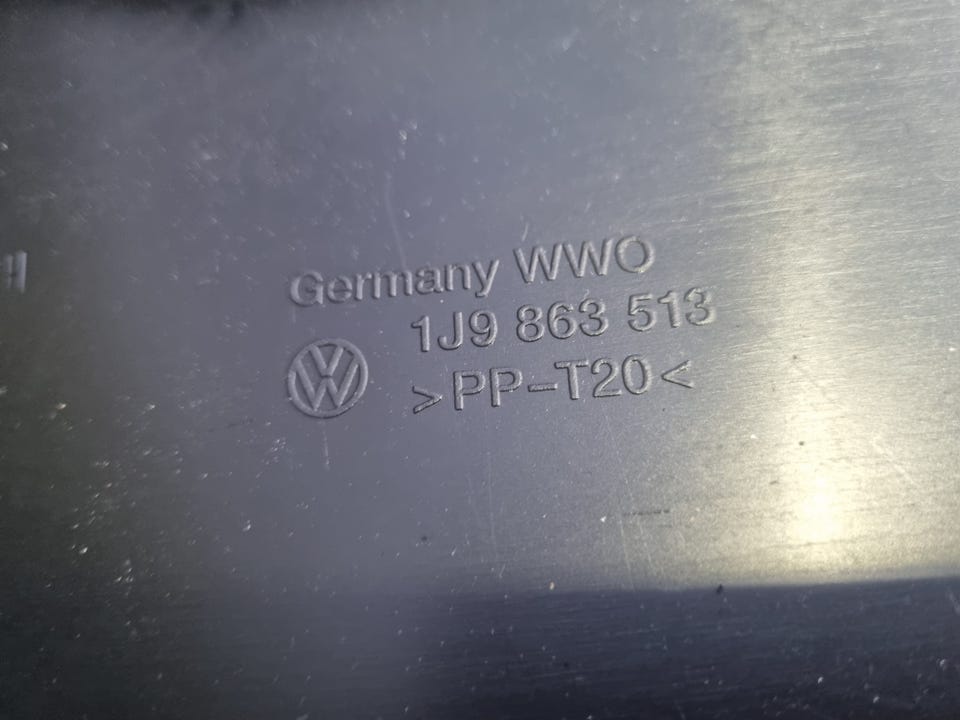 Germany WWO
1J9 863 513
>PP-T20<